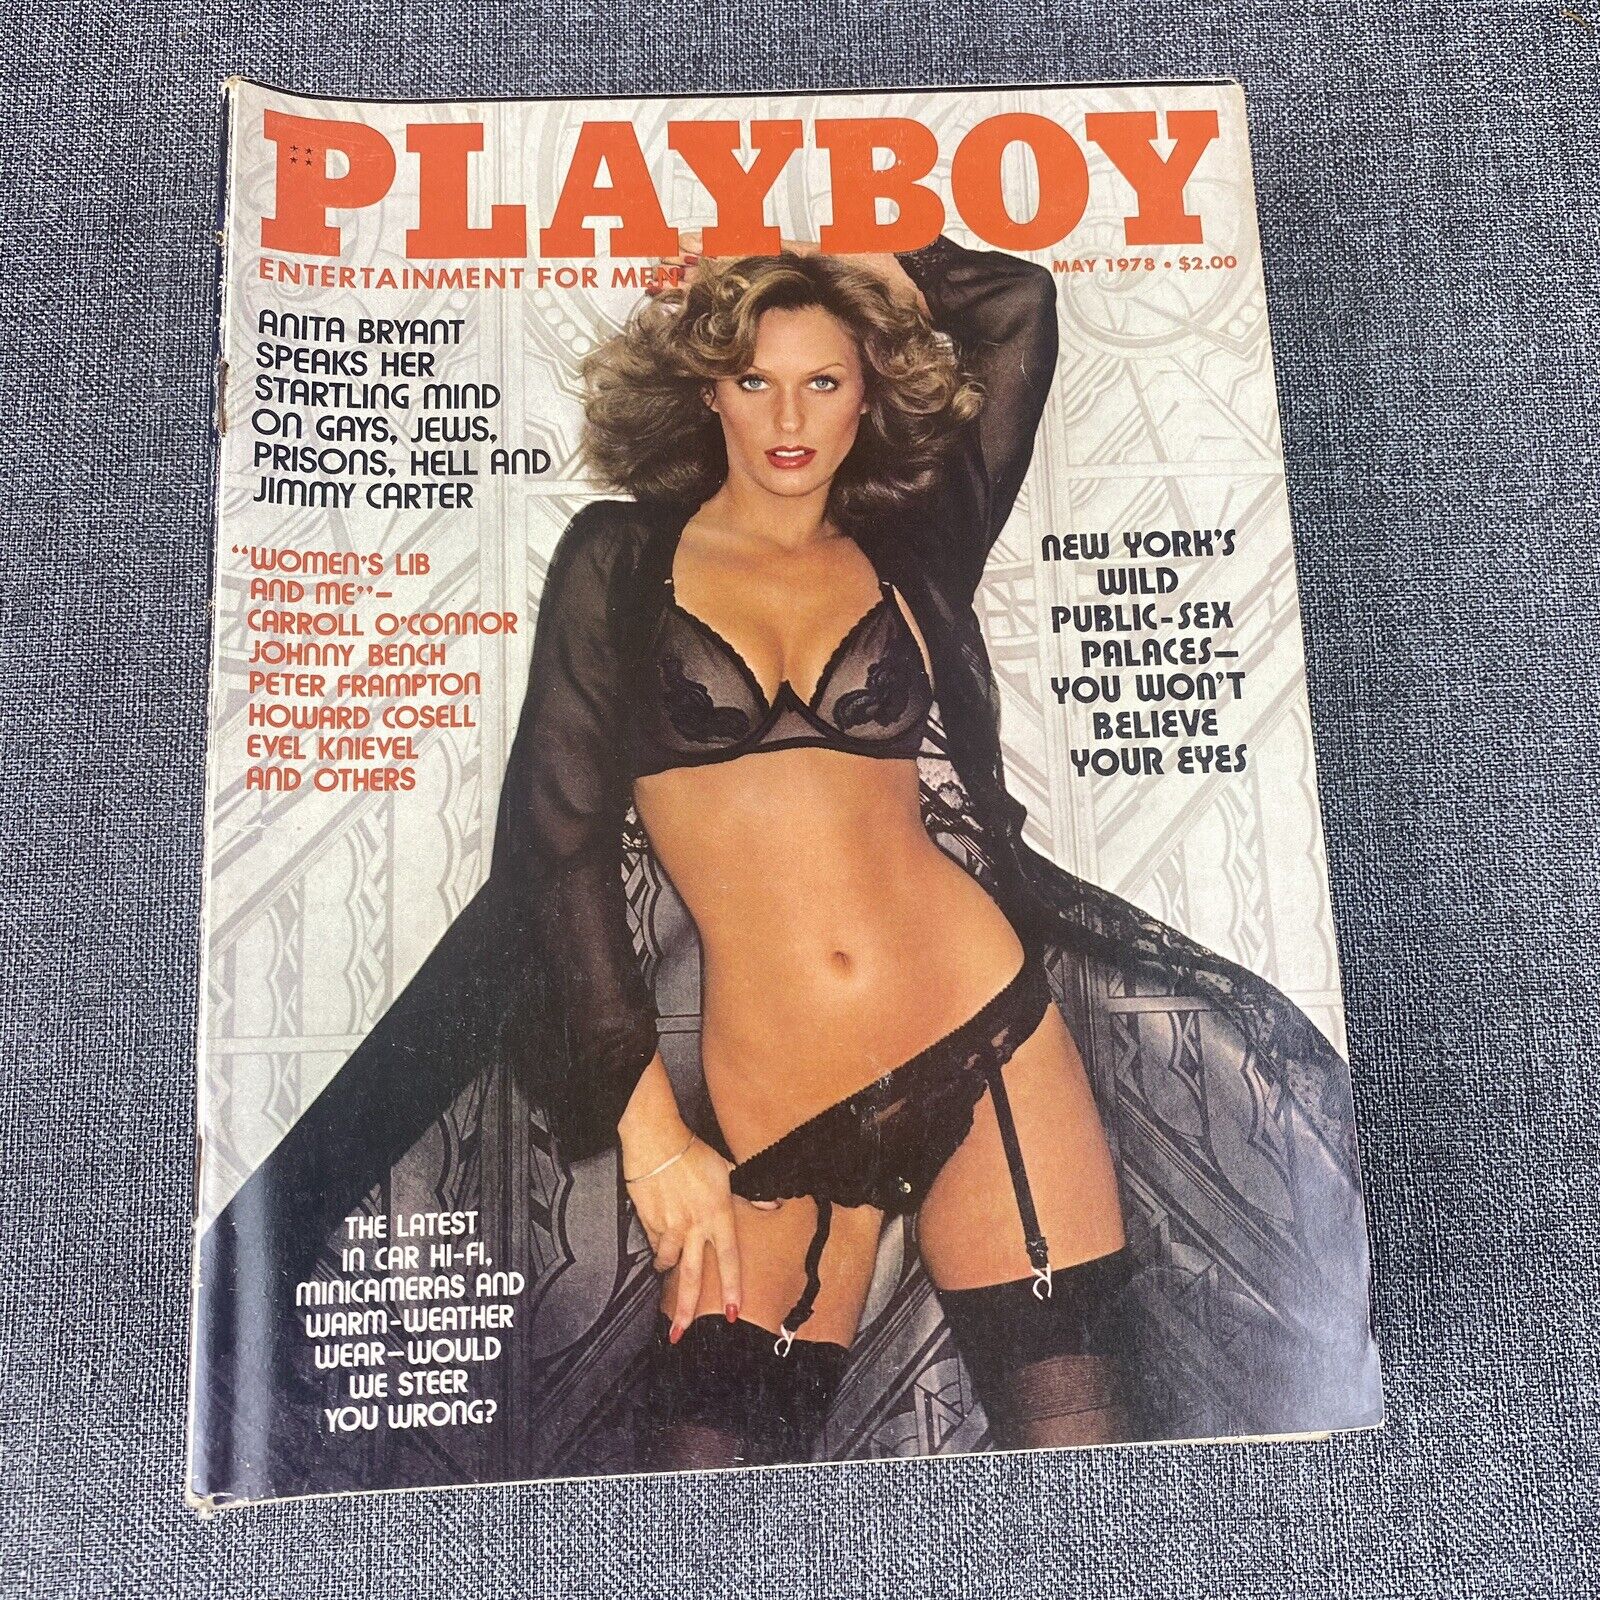 PLAYBOY
ENTERTAINMENT FOR MEN
MAY 1978 • $2.00
ANITA BRYANT
SPEAKS HER
STARTLING MIND
ON GAYS, JEWS,
PRISONS, HELL AND
JIMMY CARTER
"WOMEN'S LIB
AND ME"—
CARROLL O'CONNOR
JOHNNY BENCH
PETER FRAMPTON
HOWARD COSELL
EVEL KNIEVEL
AND OTHERS
NEW YORK'S
WILD
PUBLIC-SEX
PALACES—
YOU WON'T
BELIEVE
YOUR EYES
THE LATEST
IN CAR HI-FI,
MINICAMERAS AND
WARM-WEATHER
WEAR—WOULD
WE STEER
YOU WRONG?